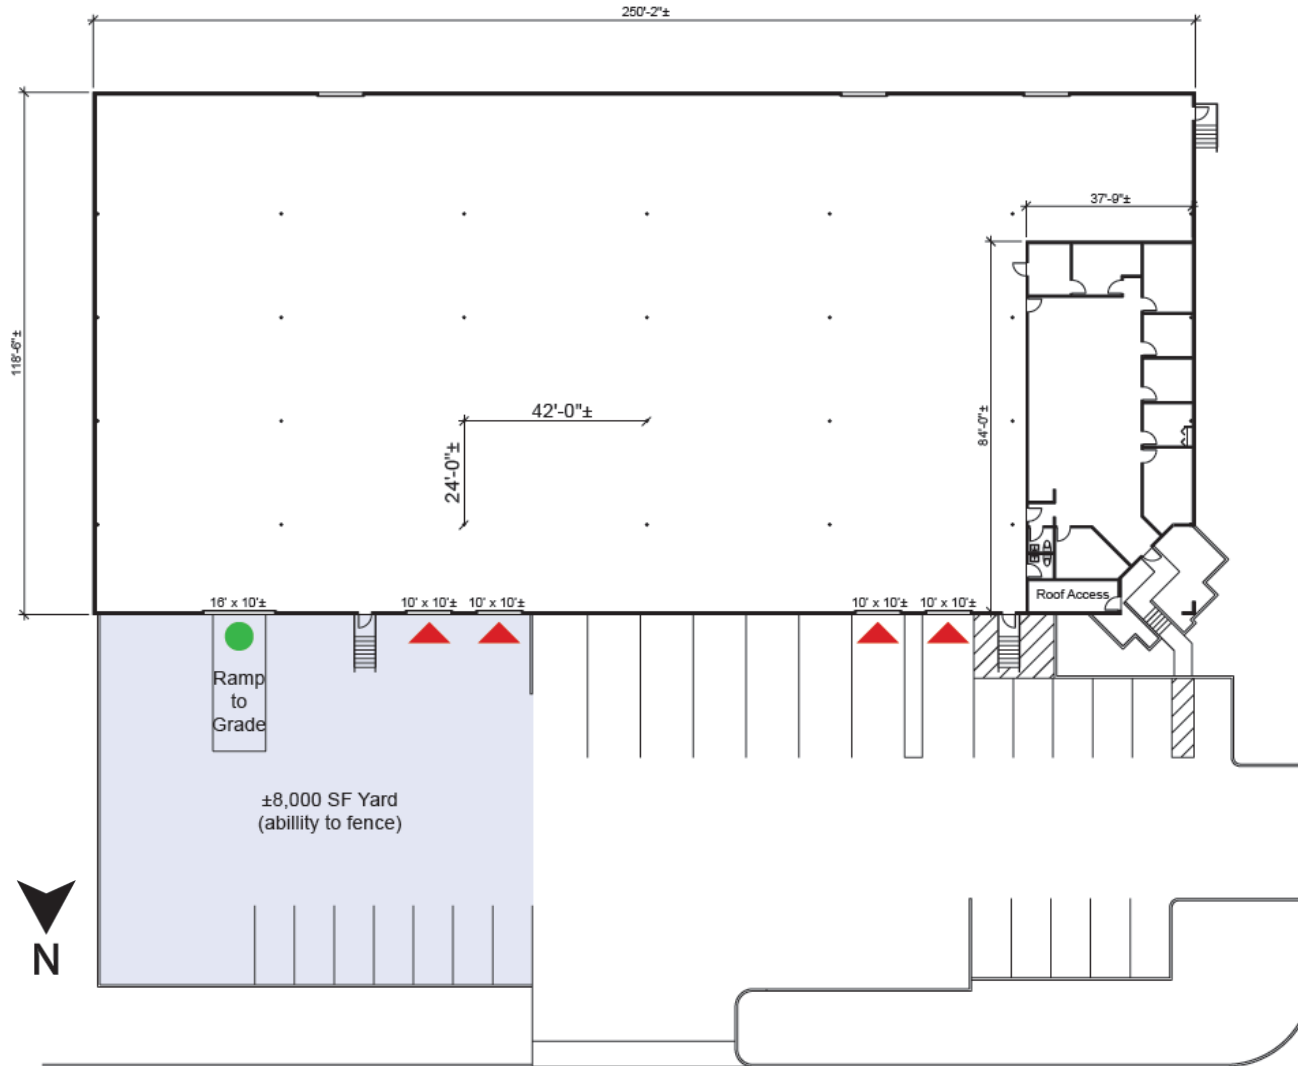 250'-2"±
118'-6"±
37'-9"±
84'-0"±
42'-0"±
24'-0"±
16' x 10'±
10' x 10'± 10' x 10'±
10' x 10'± 10' x 10'±
Roof Access
Ramp
to
Grade
±8,000 SF Yard
(abillity to fence)
N